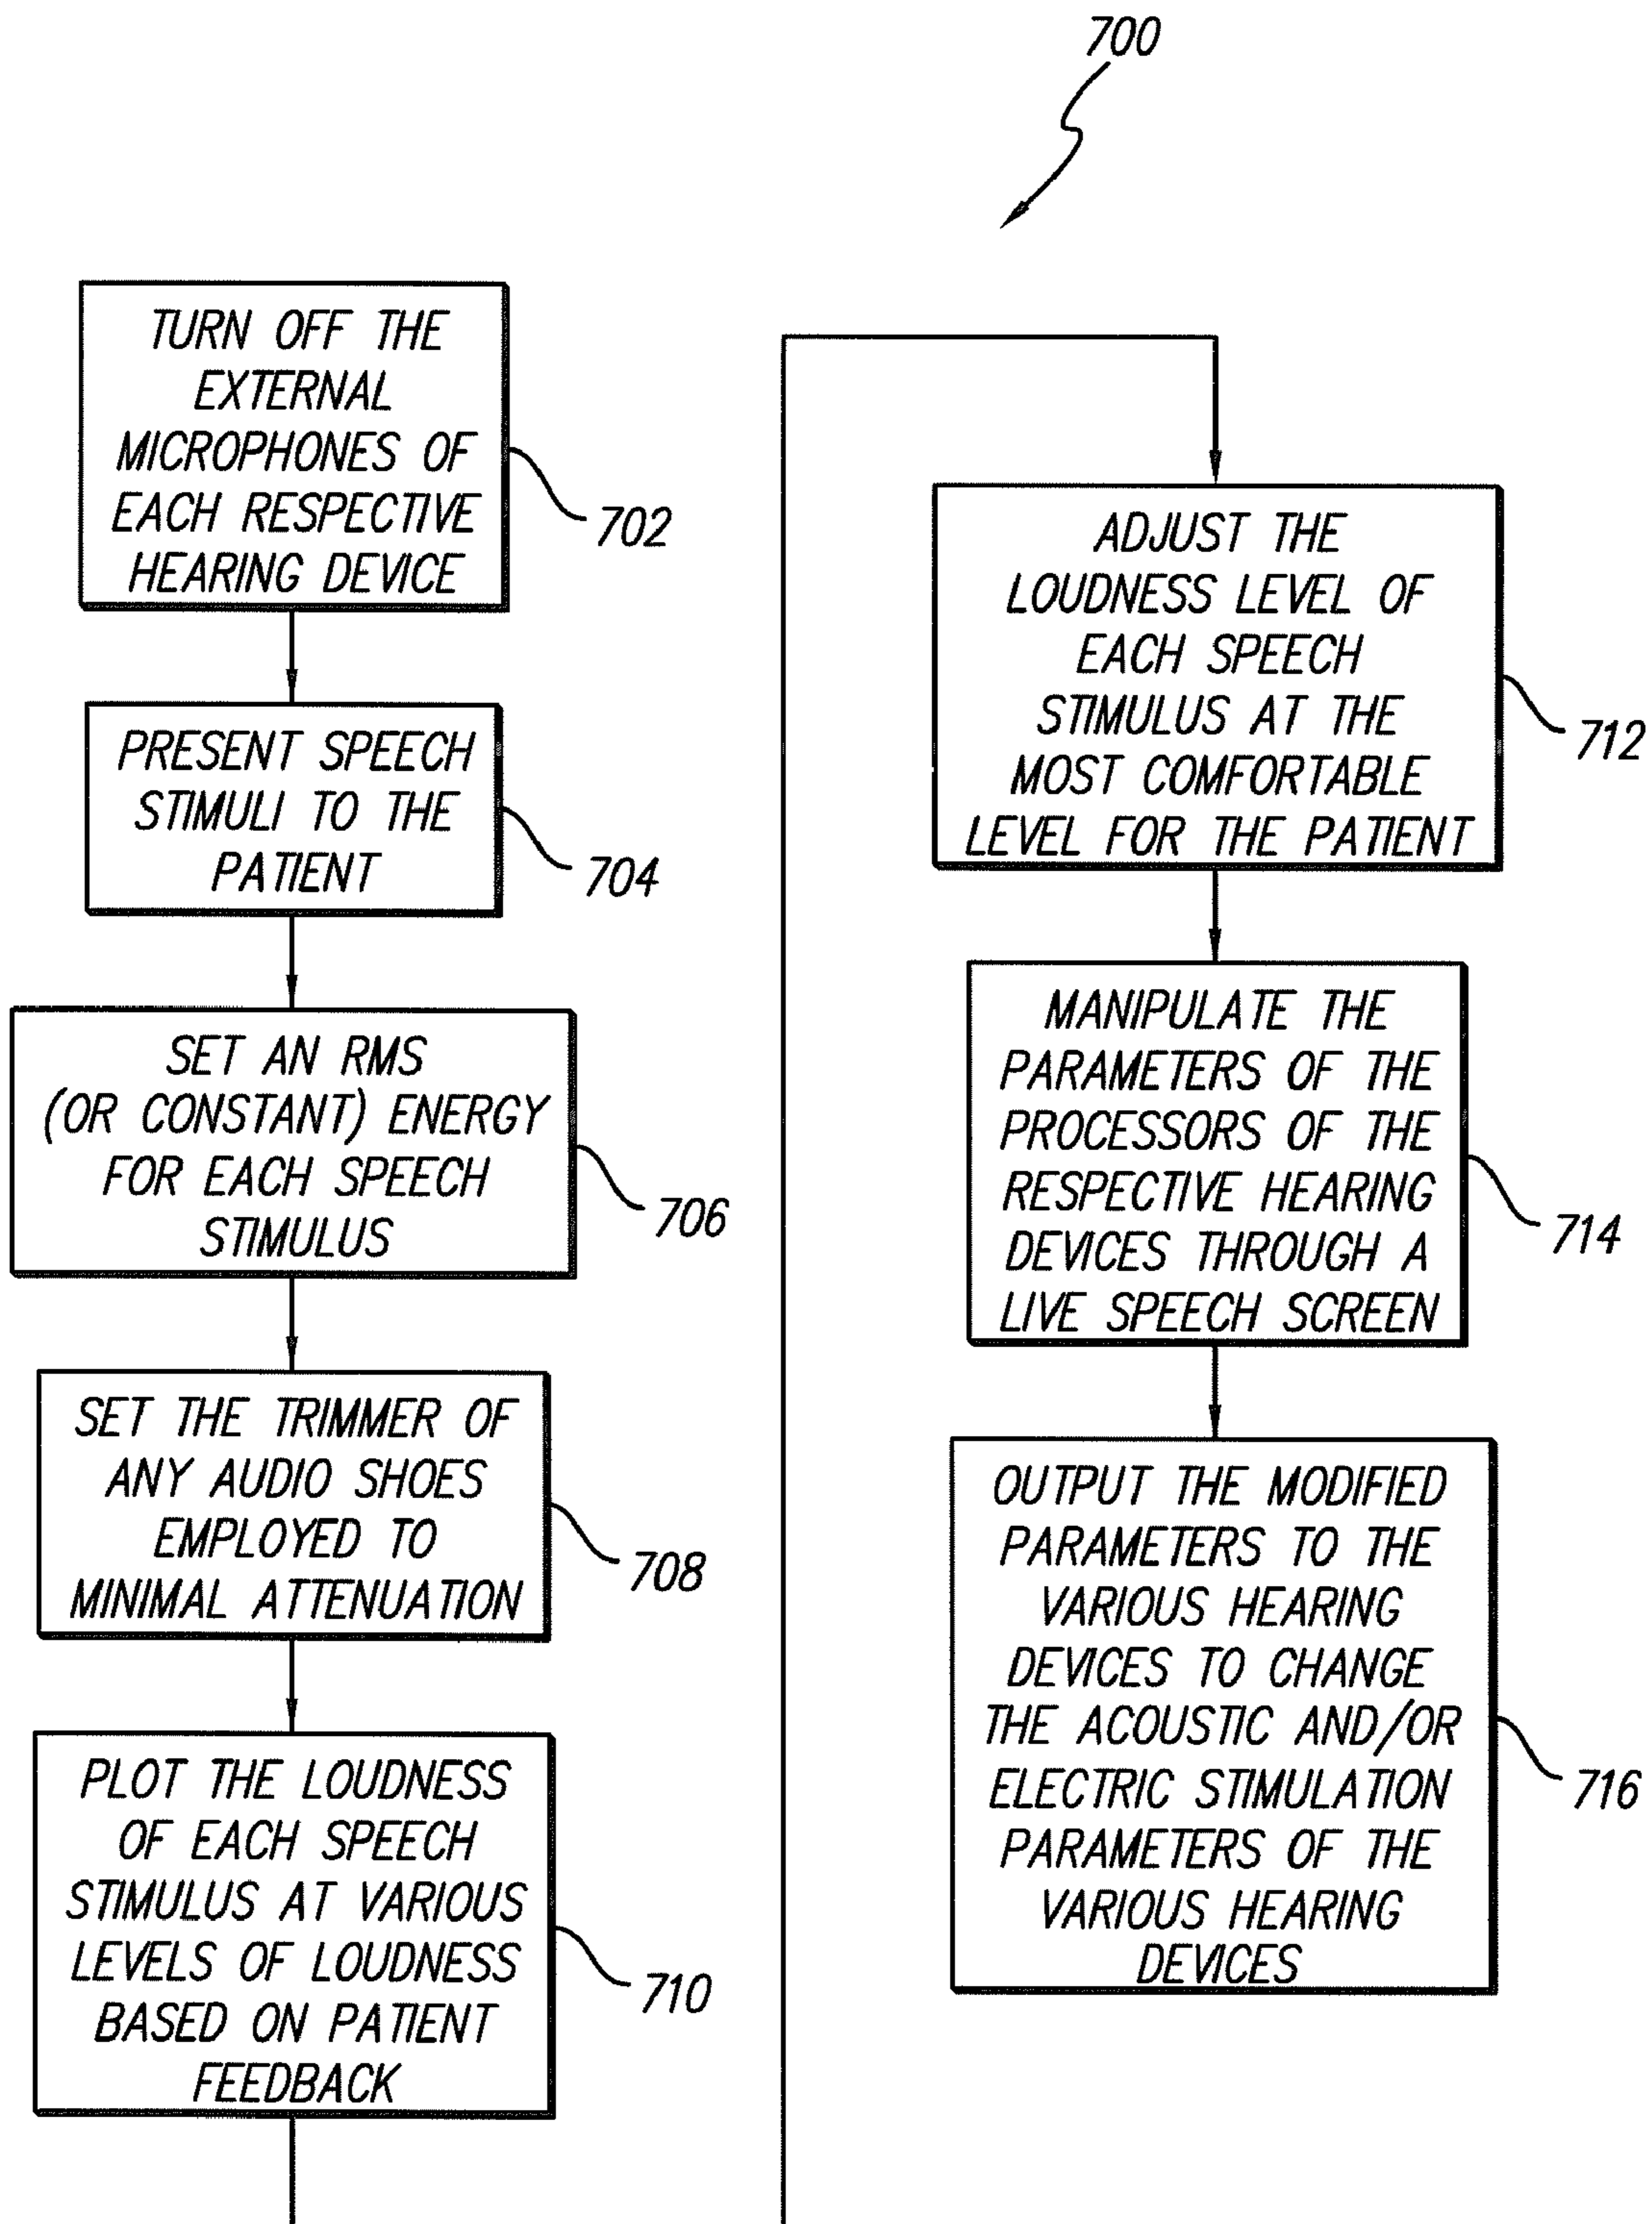 700
TURN OFF THE
EXTERNAL
MICROPHONES OF
EACH RESPECTIVE
HEARING DEVICE
702
PRESENT SPEECH
STIMULI TO THE
PATIENT
704
SET AN RMS
(OR CONSTANT) ENERGY
FOR EACH SPEECH
STIMULUS
706
SET THE TRIMMER OF
ANY AUDIO SHOES
EMPLOYED TO
MINIMAL ATTENUATION
708
PLOT THE LOUDNESS
OF EACH SPEECH
STIMULUS AT VARIOUS
LEVELS OF LOUDNESS
BASED ON PATIENT
FEEDBACK
710
ADJUST THE
LOUDNESS LEVEL OF
EACH SPEECH
STIMULUS AT THE
MOST COMFORTABLE
LEVEL FOR THE PATIENT
712
MANIPULATE THE
PARAMETERS OF THE
PROCESSORS OF THE
RESPECTIVE HEARING
DEVICES THROUGH A
LIVE SPEECH SCREEN
714
OUTPUT THE MODIFIED
PARAMETERS TO THE
VARIOUS HEARING
DEVICES TO CHANGE
THE ACOUSTIC AND/OR
ELECTRIC STIMULATION
PARAMETERS OF THE
VARIOUS HEARING
DEVICES
716